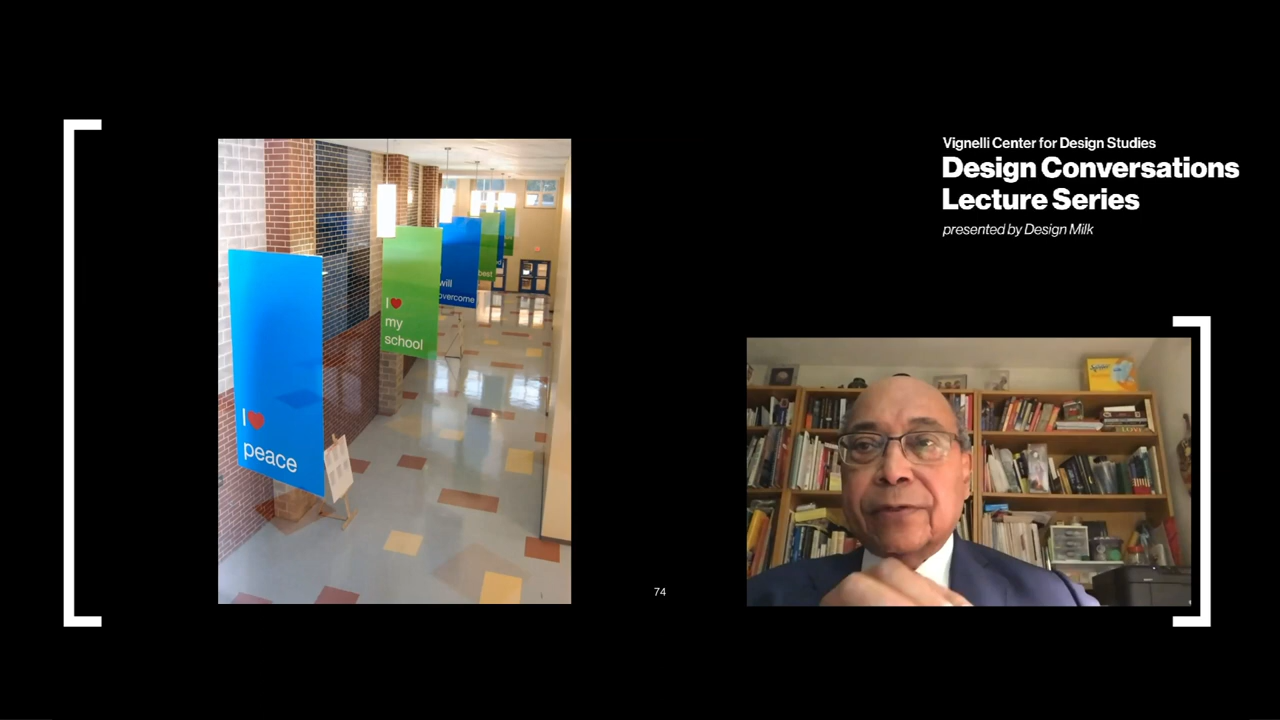 Vignelli Center for Design Studies
Design Conversations
Lecture Series
presented by Design Milk
I
peace
I
my
school
will
overcome
best
74